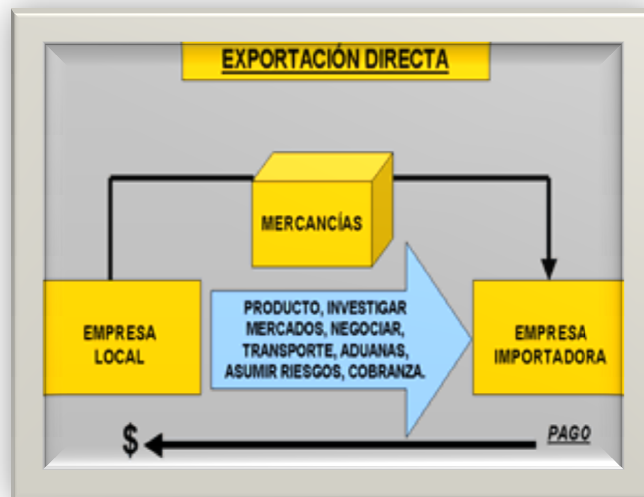 EXPORTACIÓN DIRECTA
MERCANCÍAS
EMPRESA
LOCAL
PRODUCTO, INVESTIGAR
MERCADOS, NEGOCIAR,
TRANSPORTE, ADUANAS,
ASUMIR RIESGOS, COBRANZA.
EMPRESA
IMPORTADORA
$
PAGO